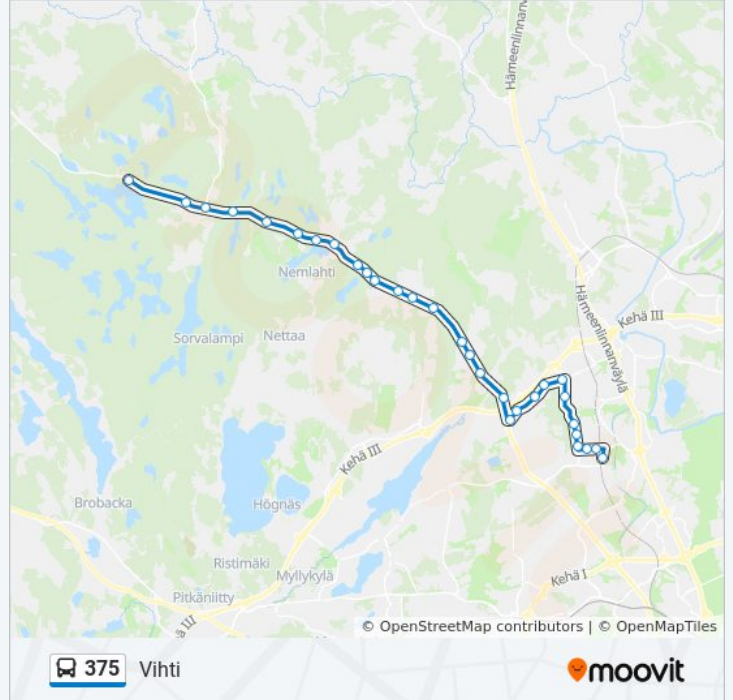 Hämeenlinnanv
Nemlahti
Hämeenlinnanväylä
Kehä III
Sorvalampi
Nettaa
Kehä III
Brobacka
Högnäs
Ristimäki
Myllykylä
Pitkäniitty
Kehä I
ä III
© OpenStreetMap contributors | © OpenMapTiles
375 Vihti
moovit